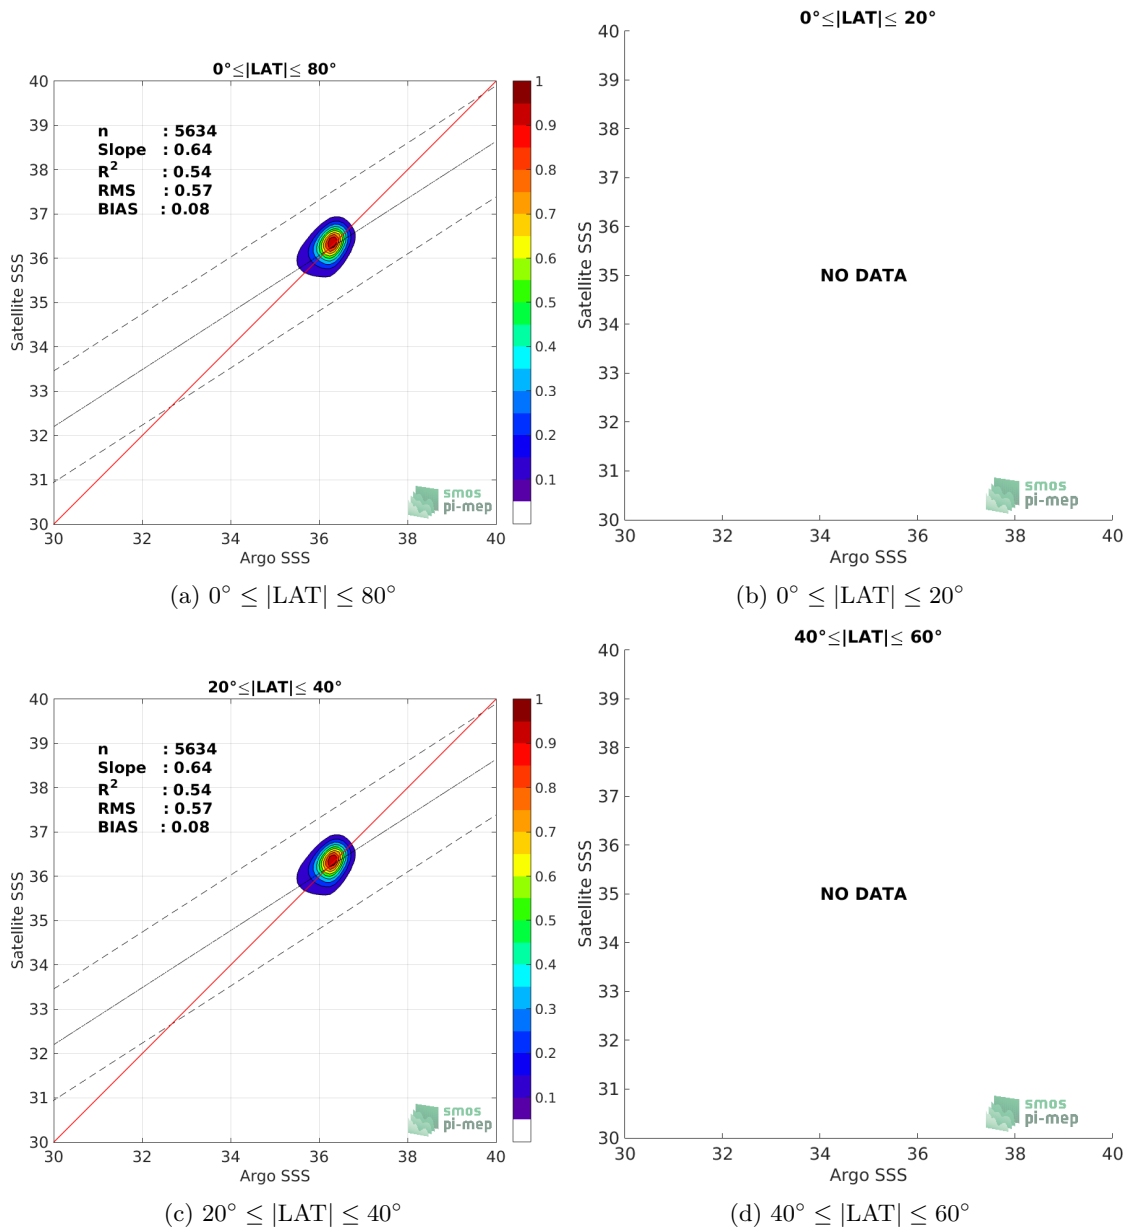 0°≤|LAT|≤ 80°
40
39
38
37
36
35
34
33
32
31
30
n : 5634
Slope : 0.64
R² : 0.54
RMS : 0.57
BIAS : 0.08
Satellite SSS
30 32 34 36 38 40
Argo SSS
1
0.9
0.8
0.7
0.6
0.5
0.4
0.3
0.2
0.1
smos
pi-mep
(a) 0° ≤ |LAT| ≤ 80°
0°≤|LAT|≤ 20°
40
39
38
37
36
35
34
33
32
31
30
Satellite SSS
NO DATA
smos
pi-mep
30 32 34 36 38 40
Argo SSS
(b) 0° ≤ |LAT| ≤ 20°
20°≤|LAT|≤ 40°
40
39
38
37
36
35
34
33
32
31
30
n : 5634
Slope : 0.64
R² : 0.54
RMS : 0.57
BIAS : 0.08
Satellite SSS
30 32 34 36 38 40
Argo SSS
1
0.9
0.8
0.7
0.6
0.5
0.4
0.3
0.2
0.1
smos
pi-mep
(c) 20° ≤ |LAT| ≤ 40°
40°≤|LAT|≤ 60°
40
39
38
37
36
35
34
33
32
31
30
Satellite SSS
NO DATA
smos
pi-mep
30 32 34 36 38 40
Argo SSS
(d) 40° ≤ |LAT| ≤ 60°